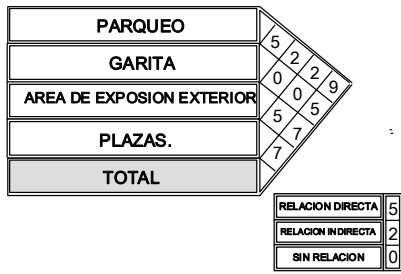 PARQUEO
5
GARITA
2
0 2
9
AREA DE EXPOSION EXTERIOR 0
5 5
7
PLAZAS.
7
TOTAL
RELACION DIRECTA 5
RELACION INDIRECTA 2
SIN RELACION 0